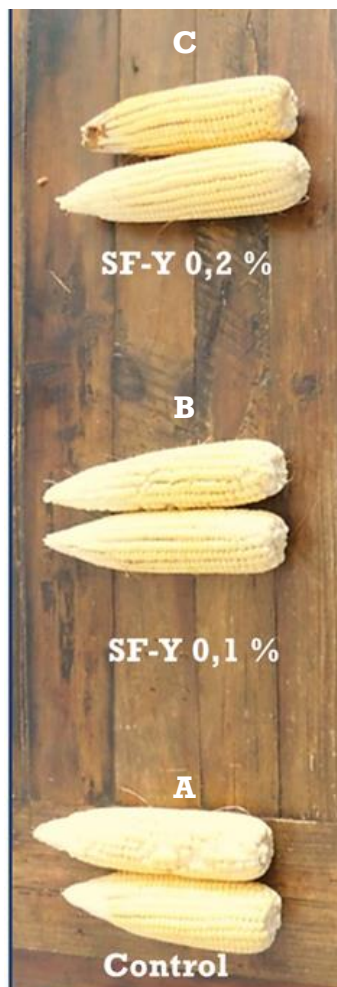 C
SF-Y 0,2 %
B
SF-Y 0,1 %
A
Control